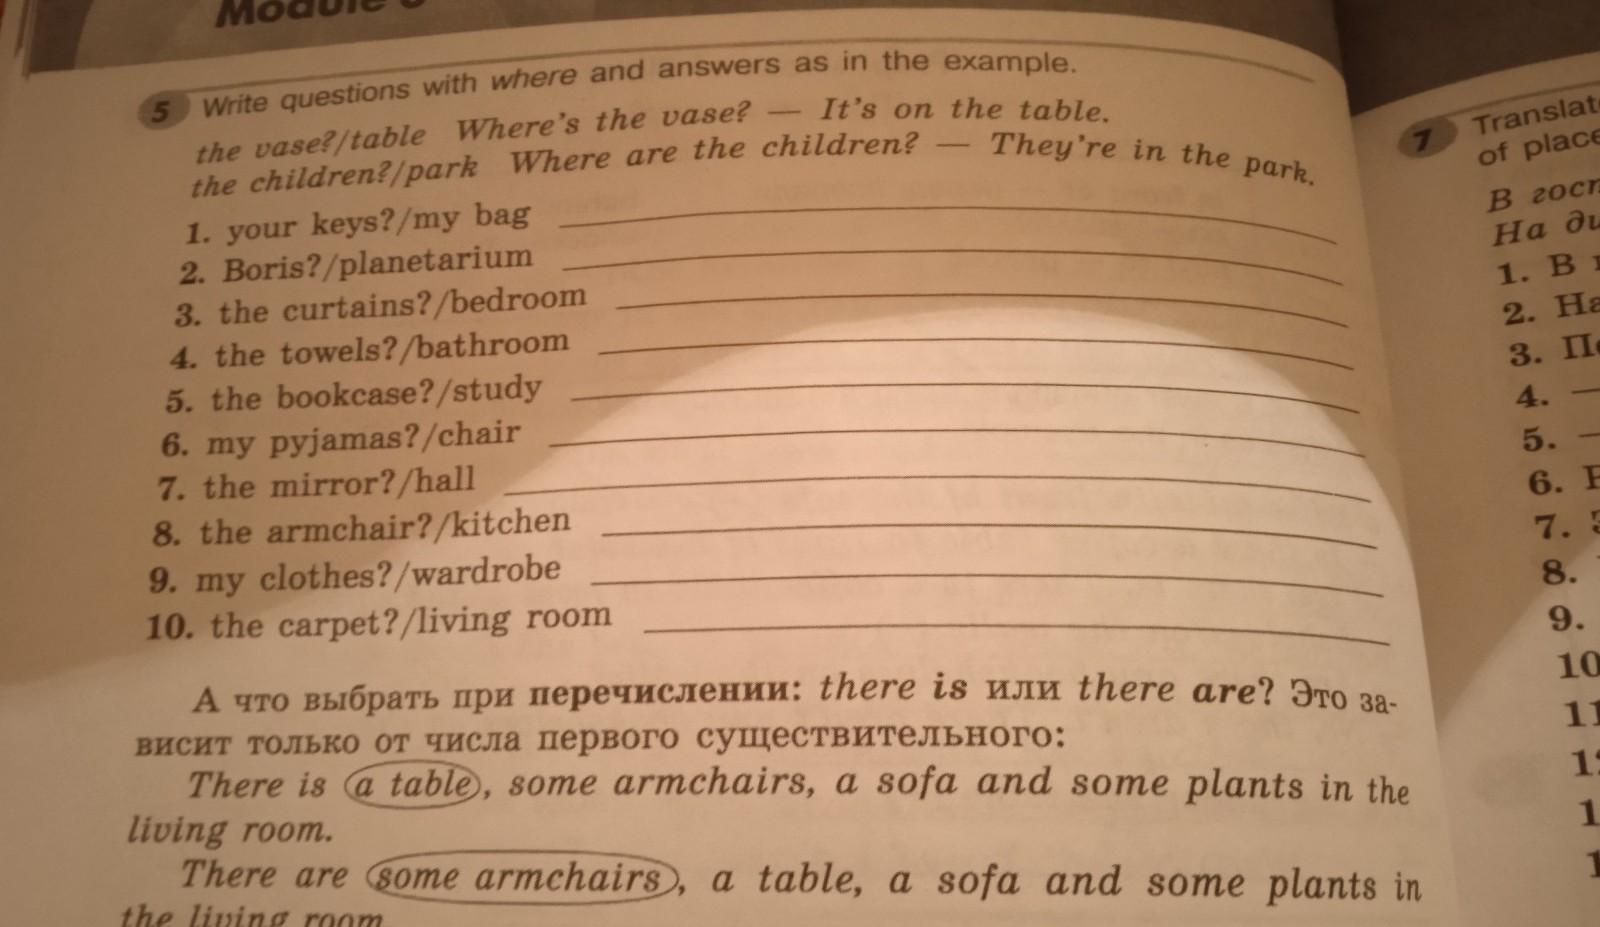 Module
5 Write questions with where and answers as in the example.
the vase?/table Where's the vase? — It's on the table.
the children?/park Where are the children? — They're in the park.
1. your keys?/my bag
2. Boris?/planetarium
3. the curtains?/bedroom
4. the towels?/bathroom
5. the bookcase?/study
6. my pyjamas?/chair
7. the mirror?/hall
8. the armchair?/kitchen
9. my clothes?/wardrobe
10. the carpet?/living room
А что выбрать при перечислении: there is или there are? Это за-
висит только от числа первого существительного:
There is a table, some armchairs, a sofa and some plants in the
living room.
There are some armchairs, a table, a sofa and some plants in
the living room
7
of place
В
На
1. В
2. На
3.
4. —
5. —
6.
7.
8.
9.
10
11